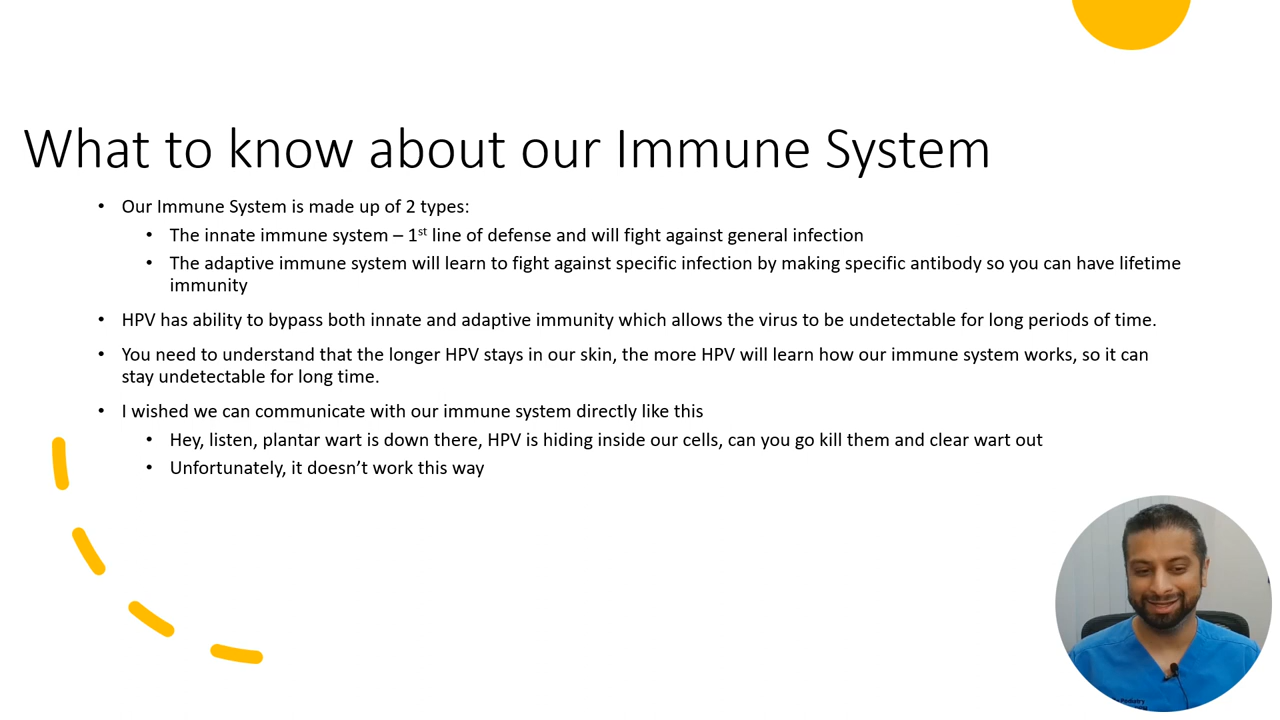 What to know about our Immune System
• Our Immune System is made up of 2 types:
• The innate immune system – 1st line of defense and will fight against general infection
• The adaptive immune system will learn to fight against specific infection by making specific antibody so you can have lifetime
immunity
• HPV has ability to bypass both innate and adaptive immunity which allows the virus to be undetectable for long periods of time.
• You need to understand that the longer HPV stays in our skin, the more HPV will learn how our immune system works, so it can
stay undetectable for long time.
• I wished we can communicate with our immune system directly like this
• Hey, listen, plantar wart is down there, HPV is hiding inside our cells, can you go kill them and clear wart out
• Unfortunately, it doesn’t work this way